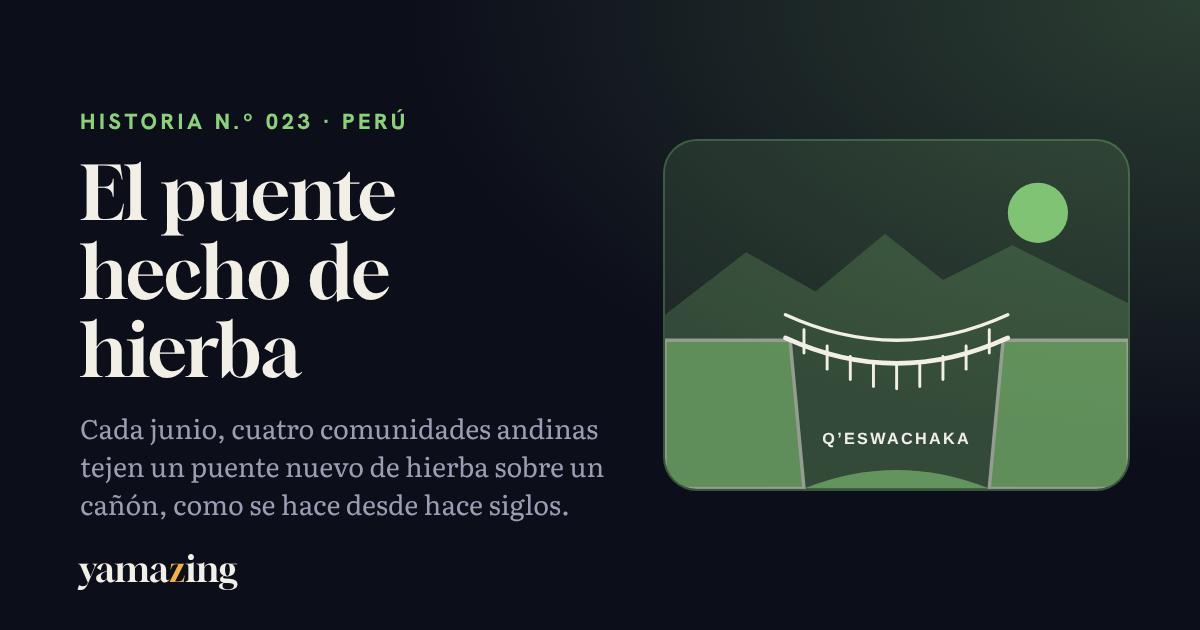 HISTORIA N.º 023 · PERÚ
El puente
hecho de
hierba
Cada junio, cuatro comunidades andinas
tejen un puente nuevo de hierba sobre un
cañón, como se hace desde hace siglos.
yamazing
Q’ESWACHAKA